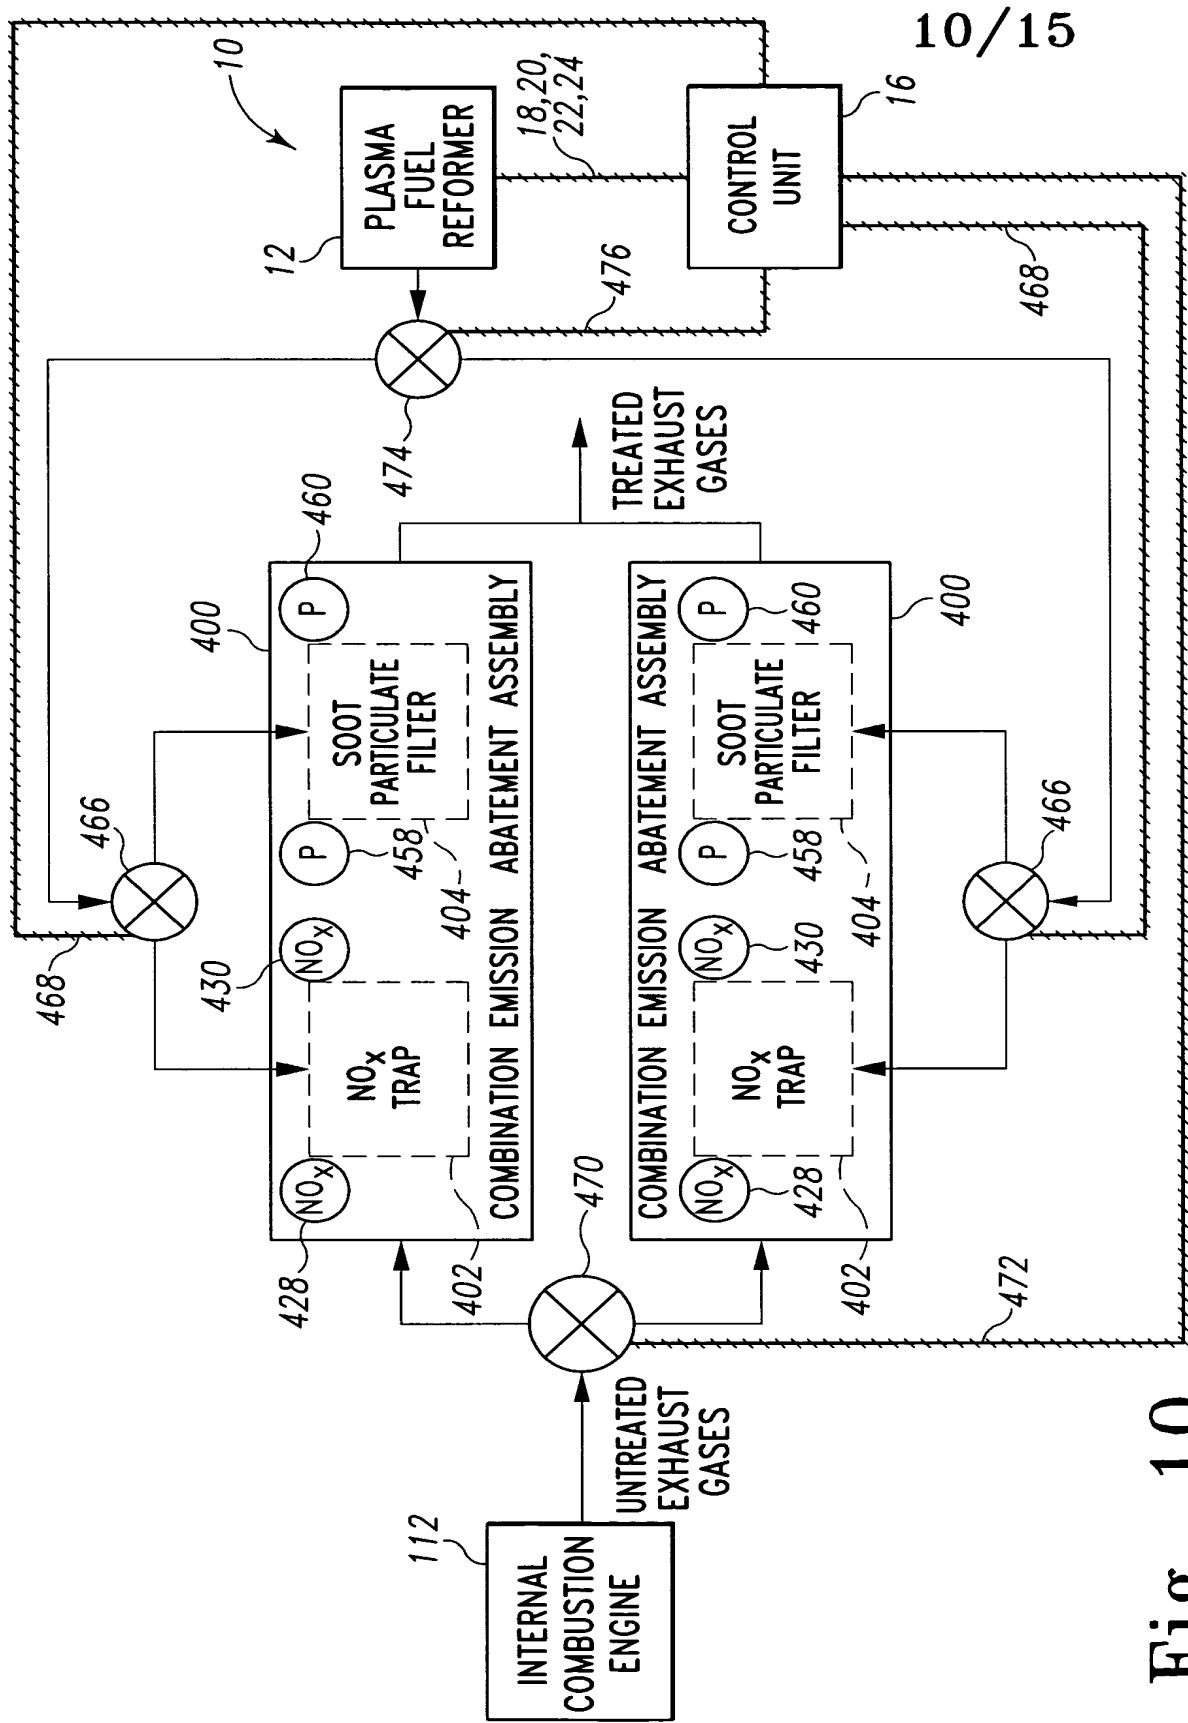 10/15
10
PLASMA
FUEL
REFORMER
12
18,20,
22,24
CONTROL
UNIT
16
476
468
474
466
468
400
460
P
SOOT
PARTICULATE
FILTER
P
458
404
430
NOX
NOX
TRAP
NOX
428
402
COMBINATION EMISSION ABATEMENT ASSEMBLY
TREATED
EXHAUST
GASES
COMBINATION EMISSION ABATEMENT ASSEMBLY
400
460
P
SOOT
PARTICULATE
FILTER
P
458
404
466
NOX
430
NOX
TRAP
NOX
428
402
470
472
UNTREATED
EXHAUST
GASES
112
INTERNAL
COMBUSTION
ENGINE
Fig. 10